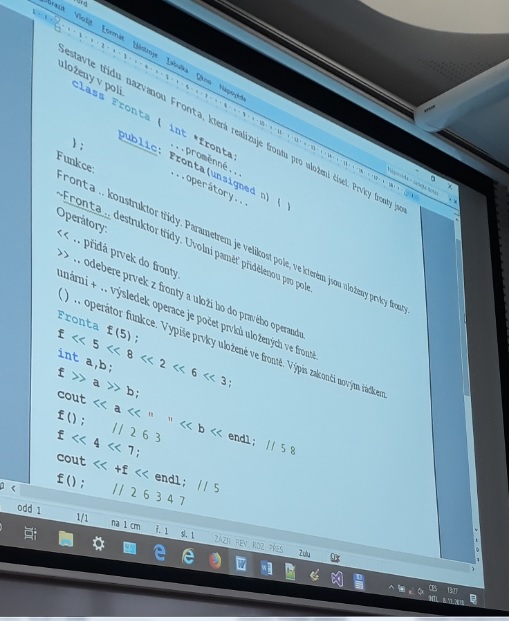 Zobrazit Vložit Formát Nástroje Tabulka Okno Nápověda
Sestavte třídu nazvanou Fronta, která realizuje frontu pro uložení čísel. Prvky fronty jsou
uloženy v poli.
class Fronta { int *fronta;
...proměnné...
public: Fronta(unsigned n) { }
...operátory...
};
Funkce:
Fronta .. konstruktor třídy. Parametrem je velikost pole, ve kterém jsou uloženy prvky fronty.
~Fronta .. destruktor třídy. Uvolní paměť přidělenou pro pole.
Operátory:
<< .. přidá prvek do fronty.
>> .. odebere prvek z fronty a uloží ho do pravého operandu.
unární + .. výsledek operace je počet prvků uložených ve frontě.
() .. operátor funkce. Vypíše prvky uložené ve frontě. Výpis zakončí novým řádkem.
Fronta f(5);
f << 5 << 8 << 2 << 6 << 3;
int a,b;
f >> a >> b;
cout << a << " " << b << endl; // 5 8
f(); // 2 6 3
f << 4 << 7;
cout << +f << endl; // 5
f(); // 2 6 3 4 7
odd 1 1/1 na 1 cm ř. 1 sl. 1 ZÁZN REV ROZ PŘES
CES 13:27
INTL